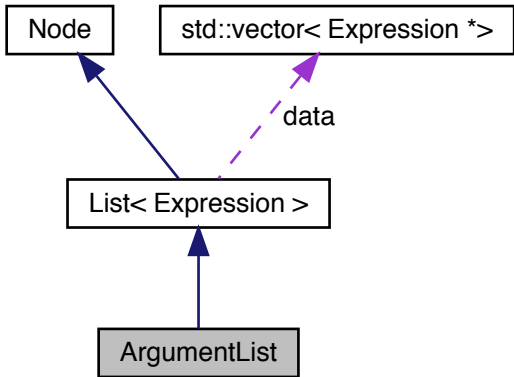 Node
std::vector< Expression *>
data
List< Expression >
ArgumentList